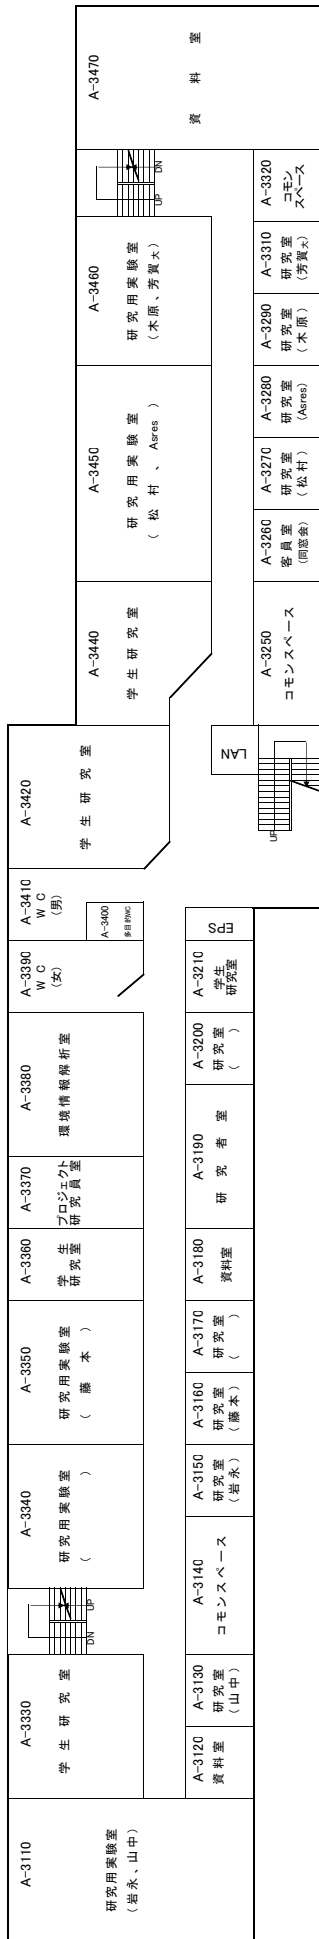 A-3470
資料室
DN
UP
A-3460
研究用実験室
（木原、芳賀大）
A-3450
研究用実験室
（松村、Asres）
A-3440
学生研究室
A-3320
コモン
スペース
A-3310
研究室
（芳賀大）
A-3290
研究室
（木原）
A-3280
研究室
（Asres）
A-3270
研究室
（松村）
A-3260
客員室
（同窓会）
A-3250
コモンスペース
LAN
UP
A-3420
学生研究室
A-3410
WC
（男）
A-3400
多目的WC
A-3390
WC
（女）
A-3380
環境情報解析室
A-3370
プロジェクト
研究員室
A-3360
学生
研究室
A-3350
研究用実験室
（藤本）
A-3340
研究用実験室
（　）
UP
DN
A-3330
学生研究室
EPS
A-3210
学生
研究室
A-3200
研究室
（　）
A-3190
研究者室
A-3180
資料室
A-3170
研究室
（　）
A-3160
研究室
（藤本）
A-3150
研究室
（岩永）
A-3140
コモンスペース
A-3130
研究室
（山中）
A-3120
資料室
A-3110
研究用実験室
（岩永、山中）